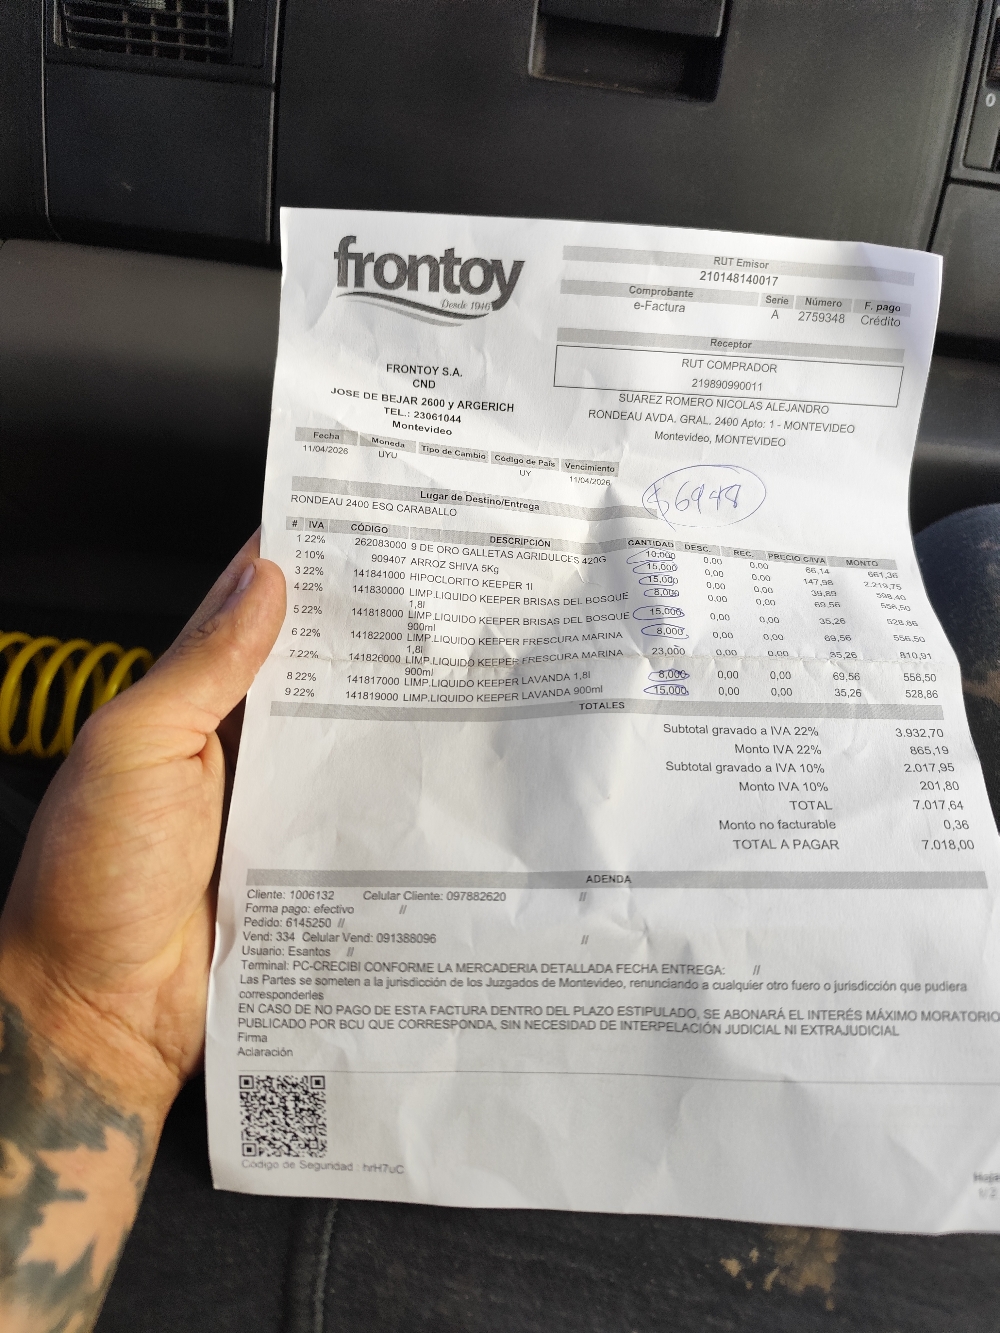 frontoy
Desde 1946
RUT Emisor
210148140017
Comprobante Serie Número F. pago
e-Factura A 2759348 Crédito
Receptor
RUT COMPRADOR
219890990011
SUAREZ ROMERO NICOLAS ALEJANDRO
RONDEAU AVDA. GRAL. 2400 Apto: 1 - MONTEVIDEO
Montevideo, MONTEVIDEO
FRONTOY S.A.
CND
JOSE DE BEJAR 2600 y ARGERICH
TEL.: 23061044
Montevideo
Fecha Moneda Tipo de Cambio Código de País Vencimiento
11/04/2026 UYU UY 11/04/2026
$ 6948
Lugar de Destino/Entrega
RONDEAU 2400 ESQ CARABALLO
# IVA CÓDIGO DESCRIPCIÓN CANTIDAD DESC. REC. PRECIO C/IVA MONTO
1 22% 262083000 9 DE ORO GALLETAS AGRIDULCES 420G 10,000 0,00 0,00 66,14 661,36
2 10% 909407 ARROZ SHIVA 5Kg 15,000 0,00 0,00 147,98 2.219,75
3 22% 141841000 HIPOCLORITO KEEPER 1l 15,000 0,00 0,00 39,89 598,40
4 22% 141830000 LIMP.LIQUIDO KEEPER BRISAS DEL BOSQUE 8,000 0,00 0,00 69,56 556,50
1,8l
5 22% 141818000 LIMP.LIQUIDO KEEPER BRISAS DEL BOSQUE 15,000 0,00 0,00 35,26 528,86
900ml
6 22% 141822000 LIMP.LIQUIDO KEEPER FRESCURA MARINA 8,000 0,00 0,00 69,56 556,50
1,8l
7 22% 141826000 LIMP.LIQUIDO KEEPER FRESCURA MARINA 23,000 0,00 0,00 35,26 810,91
900ml
8 22% 141817000 LIMP.LIQUIDO KEEPER LAVANDA 1,8l 8,000 0,00 0,00 69,56 556,50
9 22% 141819000 LIMP.LIQUIDO KEEPER LAVANDA 900ml 15,000 0,00 0,00 35,26 528,86
TOTALES
Subtotal gravado a IVA 22% 3.932,70
Monto IVA 22% 865,19
Subtotal gravado a IVA 10% 2.017,95
Monto IVA 10% 201,80
TOTAL 7.017,64
Monto no facturable 0,36
TOTAL A PAGAR 7.018,00
ADENDA
Cliente: 1006132 Celular Cliente: 097882620 //
Forma pago: efectivo //
Pedido: 6145250 //
Vend: 334 Celular Vend: 091388096 //
Usuario: Esantos //
Terminal: PC-CRECIBI CONFORME LA MERCADERIA DETALLADA FECHA ENTREGA: //
Las Partes se someten a la jurisdicción de los Juzgados de Montevideo, renunciando a cualquier otro fuero o jurisdicción que pudiera
corresponderles
EN CASO DE NO PAGO DE ESTA FACTURA DENTRO DEL PLAZO ESTIPULADO, SE ABONARÁ EL INTERÉS MÁXIMO MORATORIO
PUBLICADO POR BCU QUE CORRESPONDA, SIN NECESIDAD DE INTERPELACIÓN JUDICIAL NI EXTRAJUDICIAL
Firma
Aclaración
Código de Seguridad : hrH7uC
0